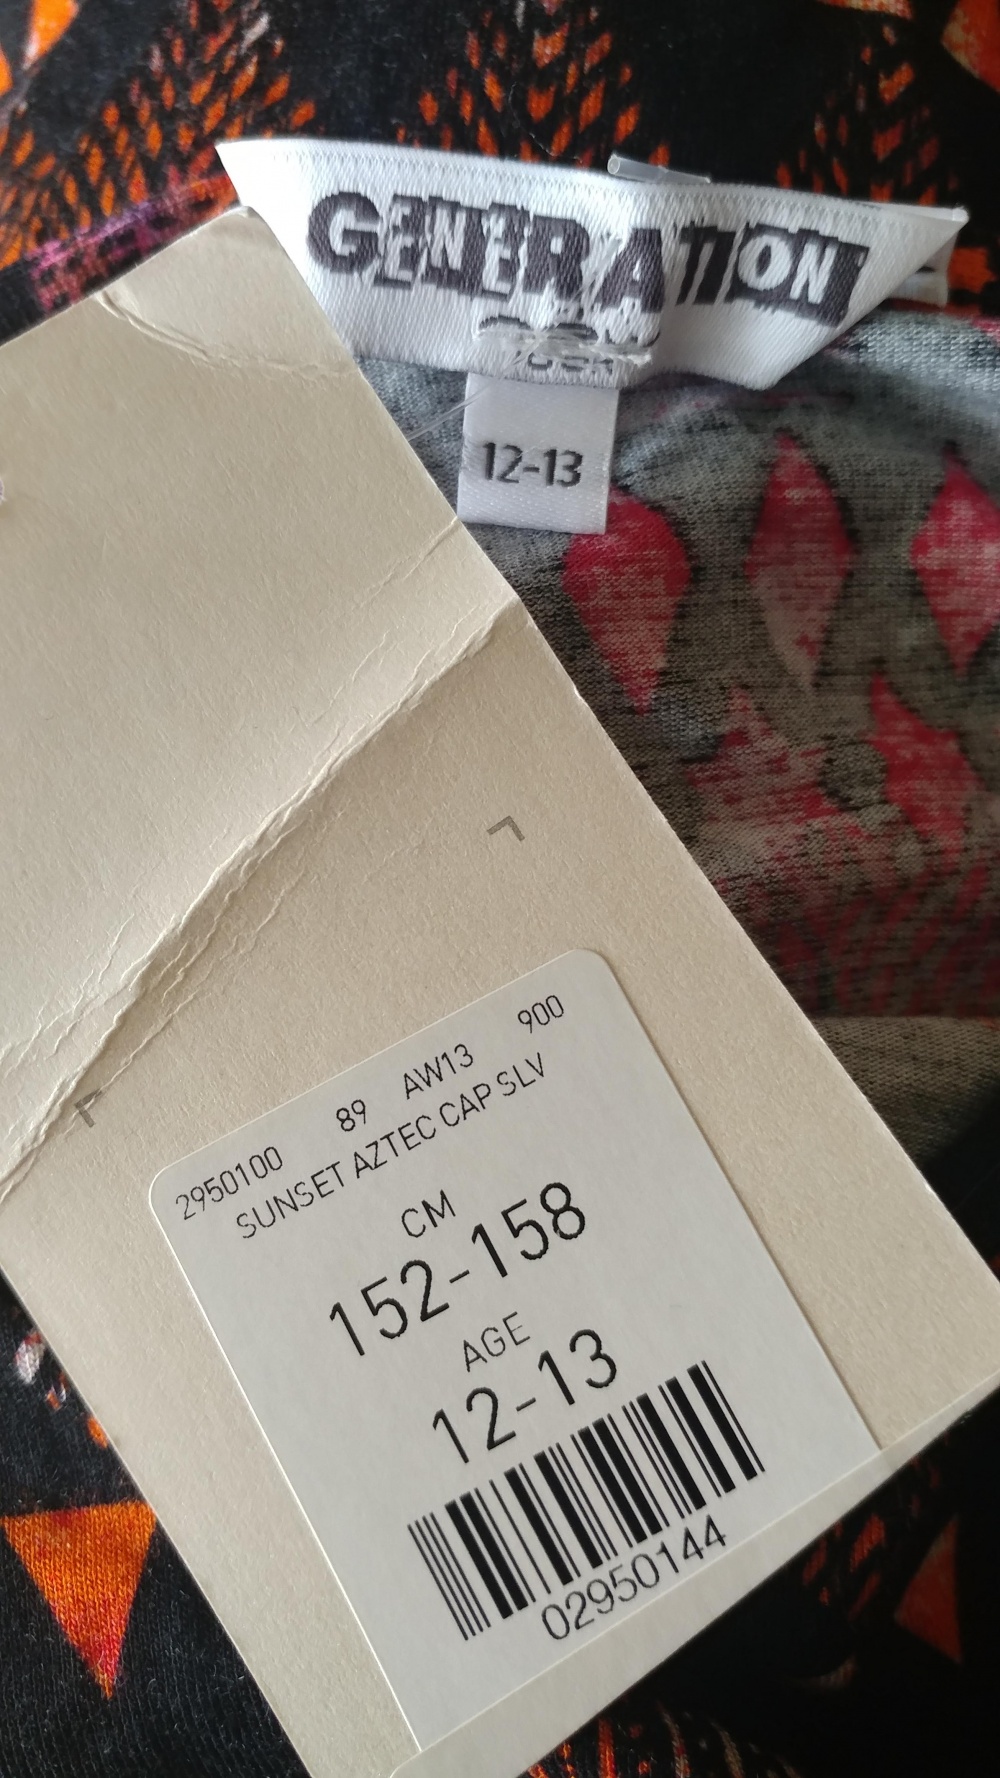 GENERATION
12-13
2950100 89 AW13 900
SUNSET AZTEC CAP SLV
CM
152-158
AGE
12-13
02950144